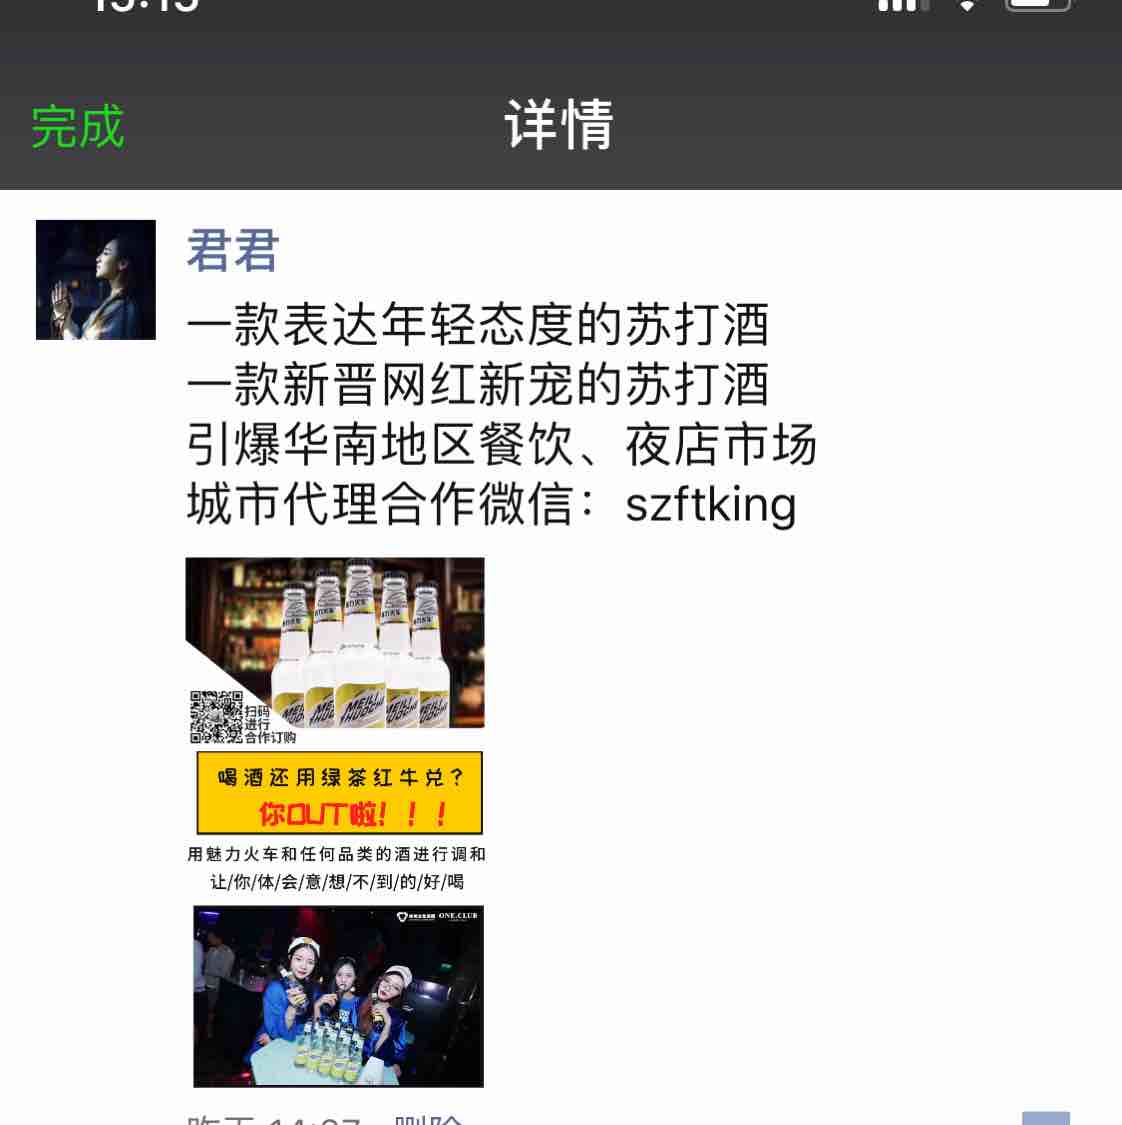 完成
详情
君君
一款表达年轻态度的苏打酒
一款新晋网红新宠的苏打酒
引爆华南地区餐饮、夜店市场
城市代理合作微信：szftking
MEILI
HUOCHE
扫码
进行
合作订购
喝酒还用绿茶红牛兑？
你OUT啦！！！
用魅力火车和任何品类的酒进行调和
让/你/体/会/意/想/不/到/的/好/喝
ONE.CLUB